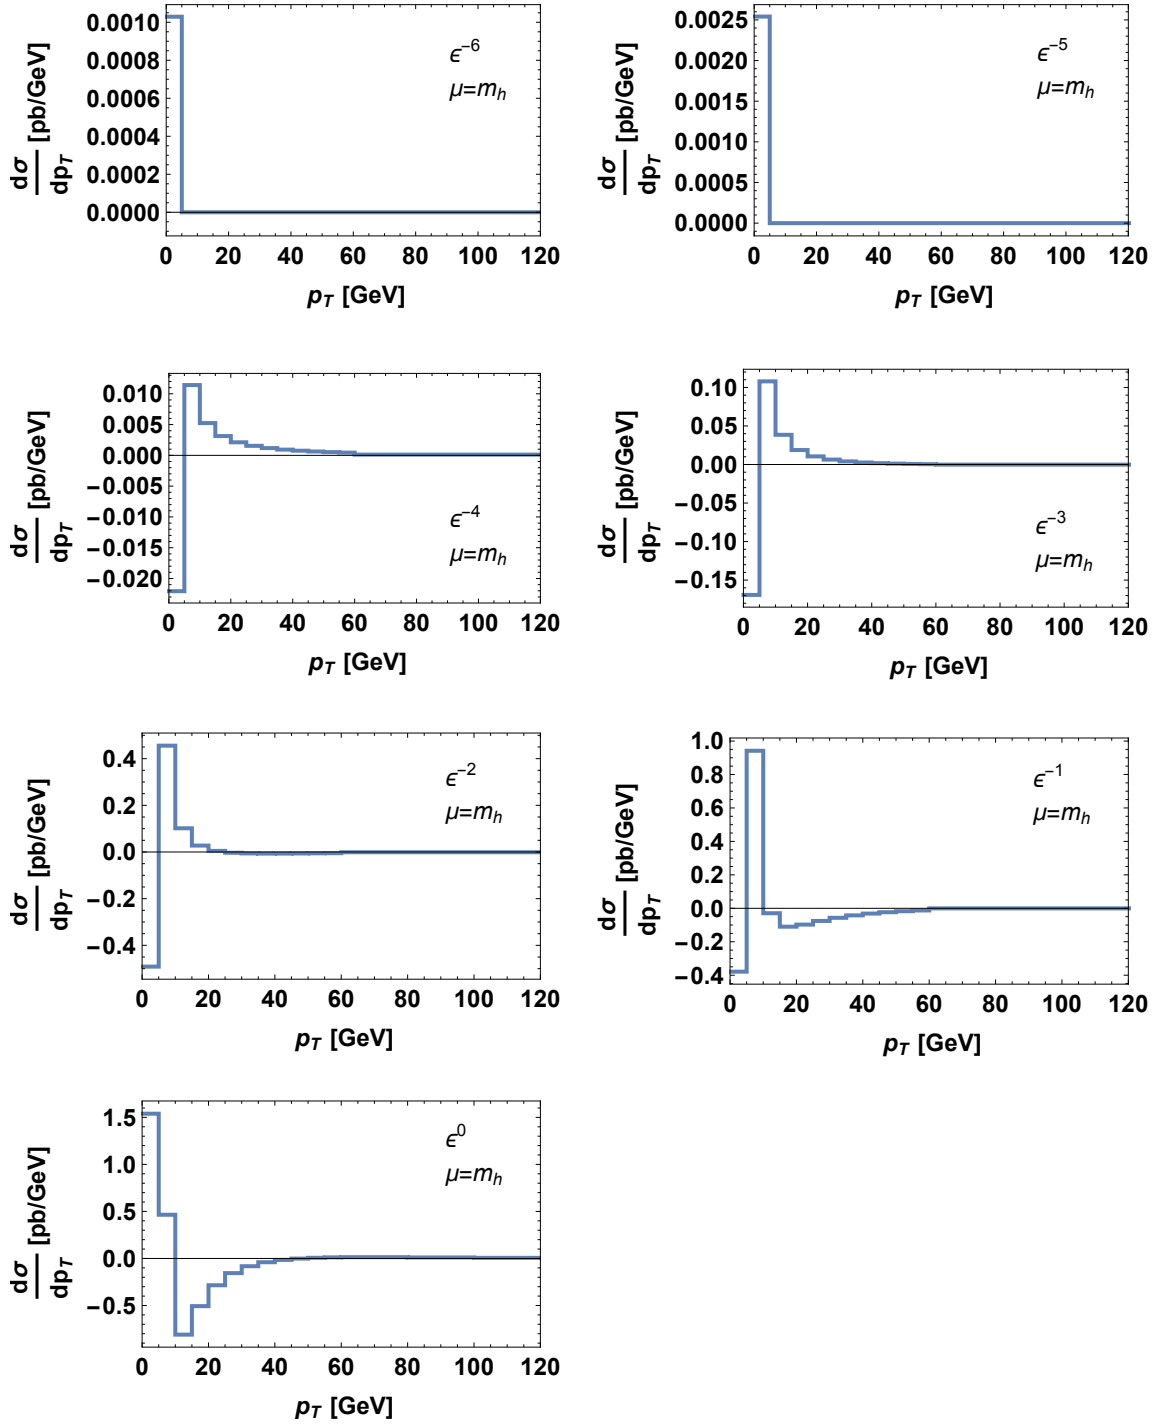 0.0010
0.0008
0.0006
0.0004
0.0002
0.0000
dσ
dp_T [pb/GeV]
ϵ^-6
μ=m_h
0 20 40 60 80 100 120
p_T [GeV]
0.0025
0.0020
0.0015
0.0010
0.0005
0.0000
dσ
dp_T [pb/GeV]
ϵ^-5
μ=m_h
0 20 40 60 80 100 120
p_T [GeV]
0.010
0.005
0.000
−0.005
−0.010
−0.015
−0.020
dσ
dp_T [pb/GeV]
ϵ^-4
μ=m_h
0 20 40 60 80 100 120
p_T [GeV]
0.10
0.05
0.00
−0.05
−0.10
−0.15
dσ
dp_T [pb/GeV]
ϵ^-3
μ=m_h
0 20 40 60 80 100 120
p_T [GeV]
0.4
0.2
0.0
−0.2
−0.4
dσ
dp_T [pb/GeV]
ϵ^-2
μ=m_h
0 20 40 60 80 100 120
p_T [GeV]
1.0
0.8
0.6
0.4
0.2
0.0
−0.2
−0.4
dσ
dp_T [pb/GeV]
ϵ^-1
μ=m_h
0 20 40 60 80 100 120
p_T [GeV]
1.5
1.0
0.5
0.0
−0.5
dσ
dp_T [pb/GeV]
ϵ^0
μ=m_h
0 20 40 60 80 100 120
p_T [GeV]